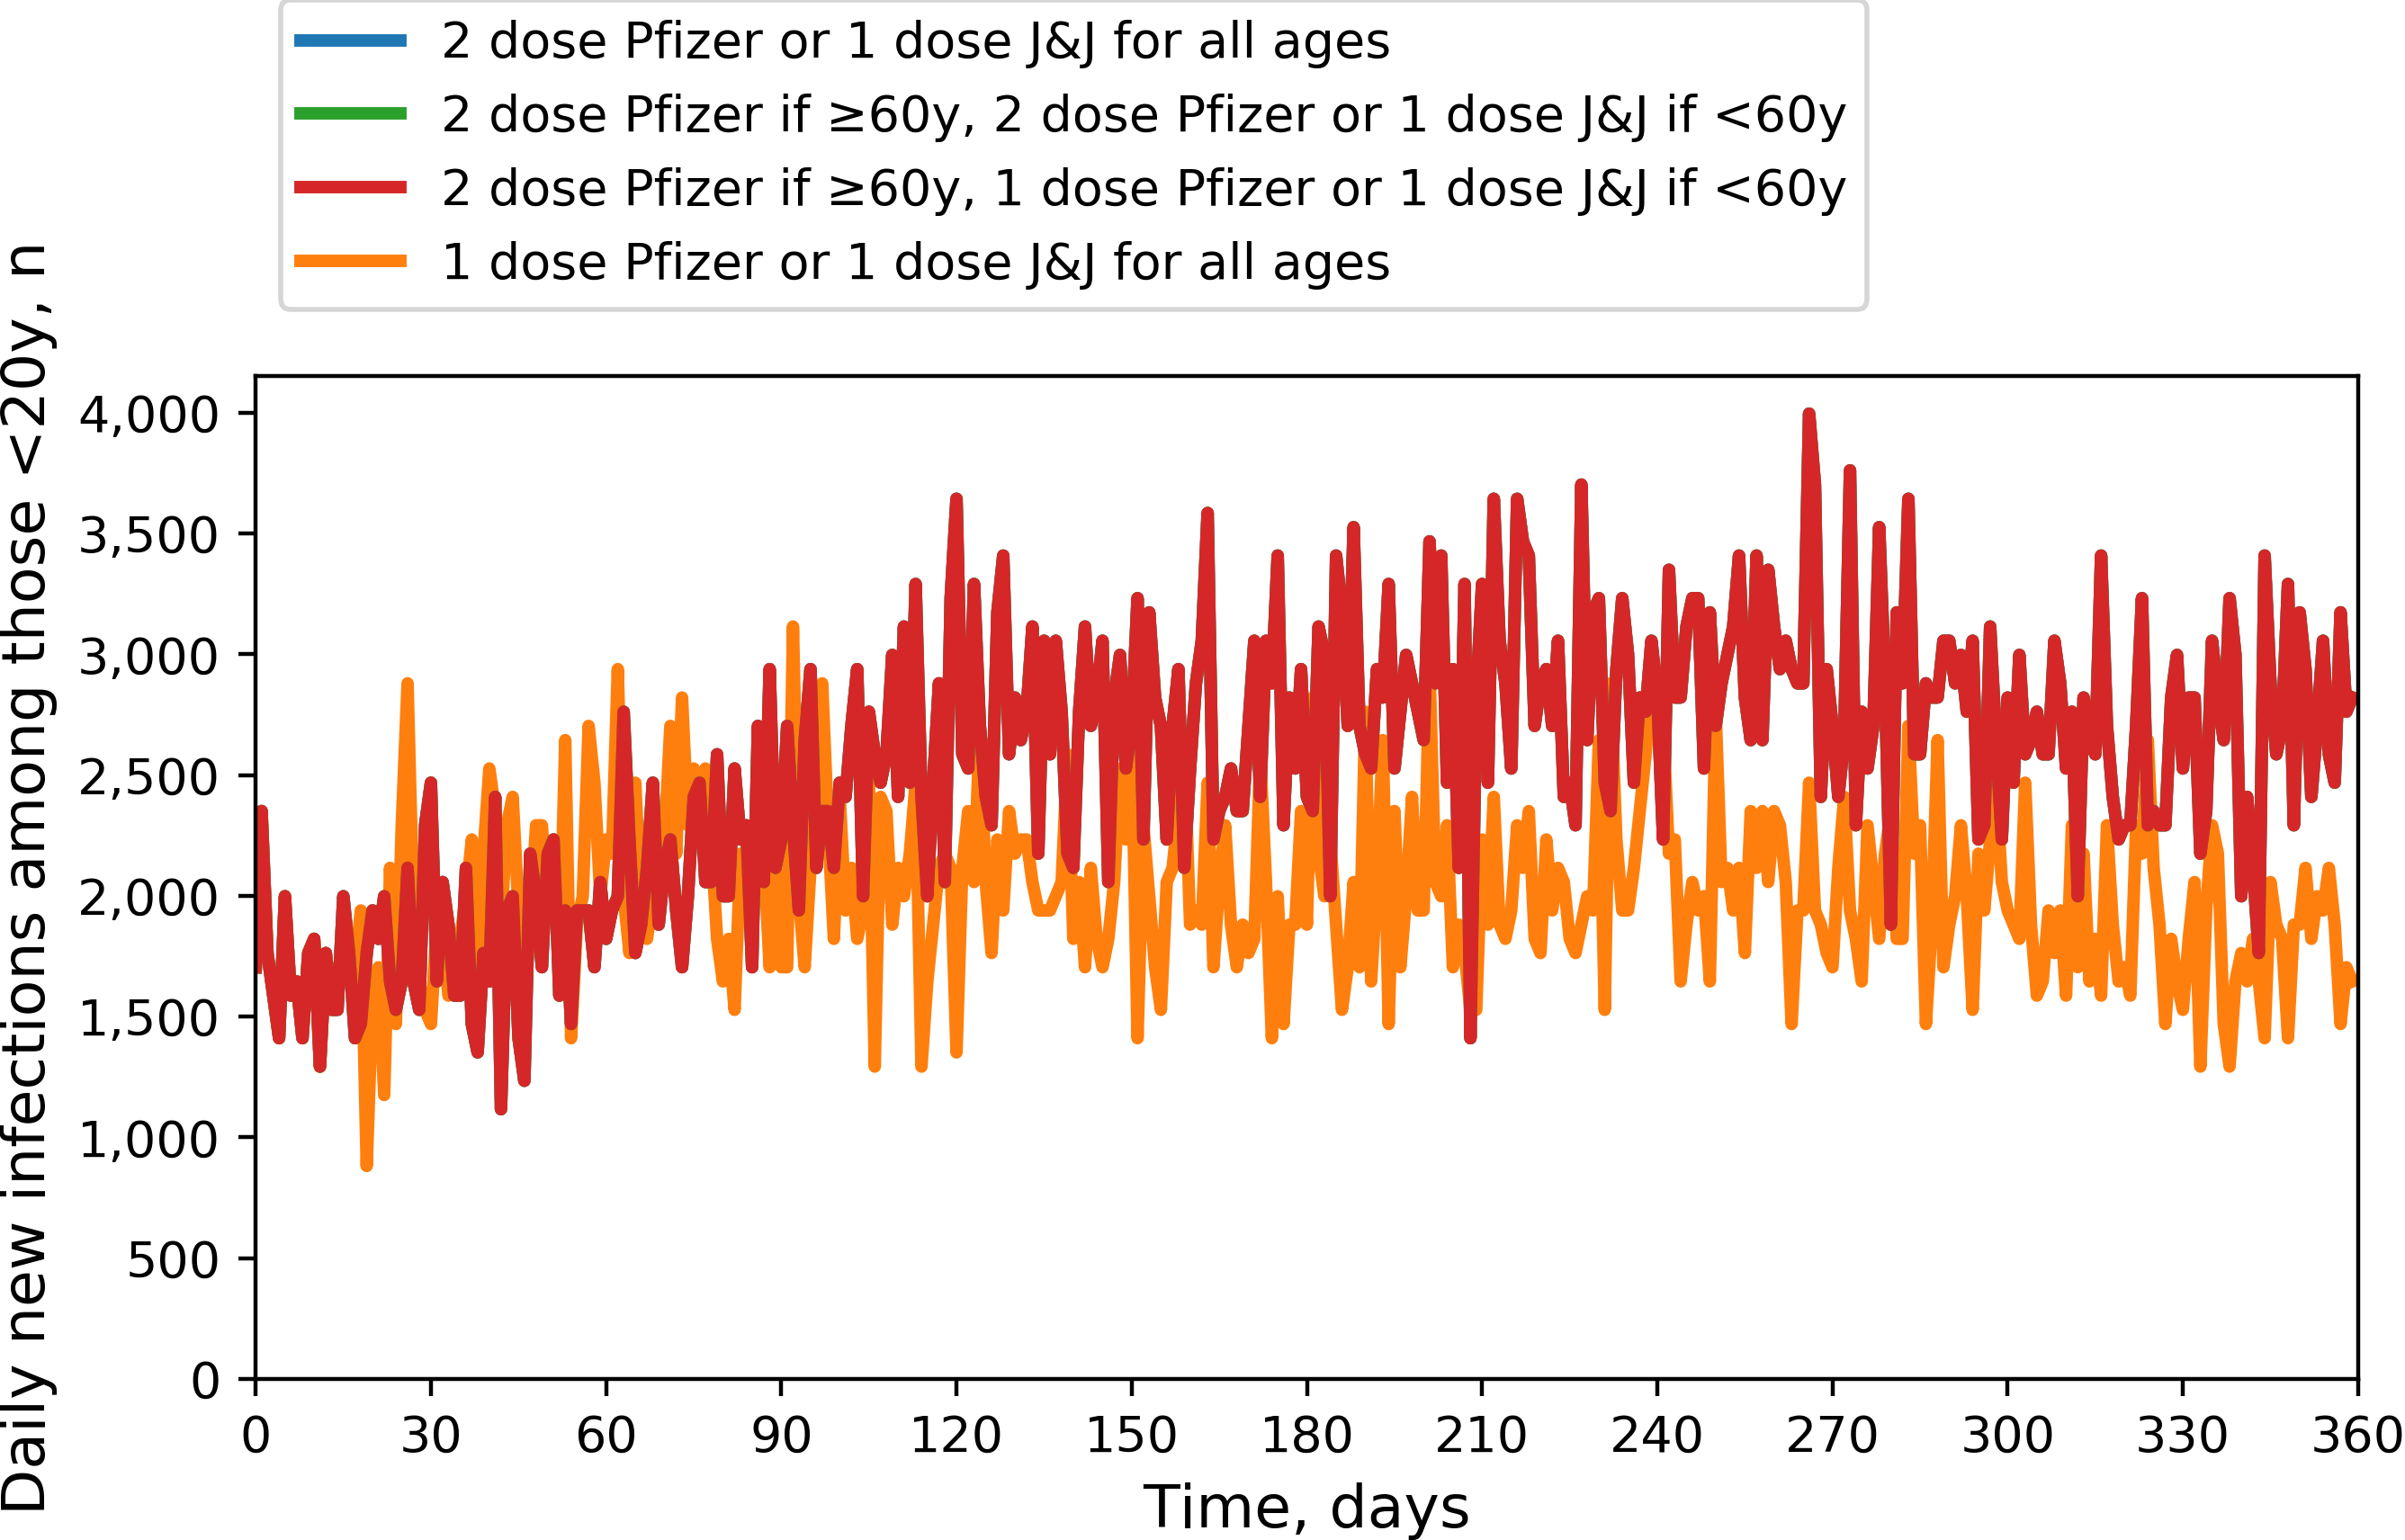 2 dose Pfizer or 1 dose J&J for all ages
2 dose Pfizer if ≥60y, 2 dose Pfizer or 1 dose J&J if <60y
2 dose Pfizer if ≥60y, 1 dose Pfizer or 1 dose J&J if <60y
1 dose Pfizer or 1 dose J&J for all ages
Daily new infections among those <20y, n
4,000
3,500
3,000
2,500
2,000
1,500
1,000
500
0
0 30 60 90 120 150 180 210 240 270 300 330 360
Time, days